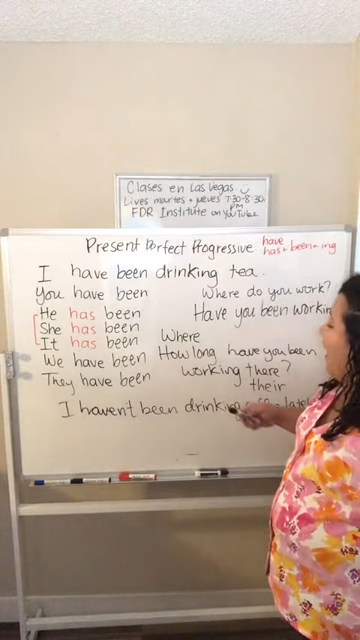 Clases en Las Vegas
Lives martes + jueves 7:30-8:30
PM
FDR Institute on YouTube
Present Perfect Progressive
have
has + been + ing
I have been drinking tea.
You have been
Where do you work?
He has been
Have you been workin
She has been
It has been
Where
We have been
How long have you been
working there?
They have been
their
I haven't been drinking